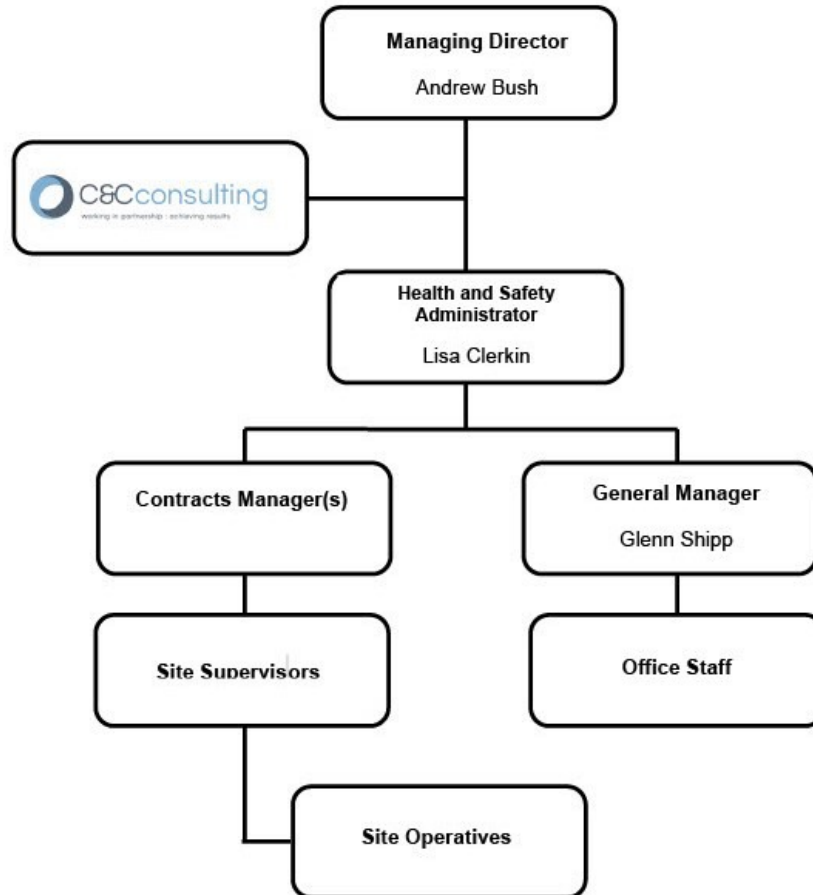 Managing Director
Andrew Bush
C&Cconsulting
working in partnership : achieving results
Health and Safety
Administrator
Lisa Clerkin
Contracts Manager(s)
General Manager
Glenn Shipp
Site Supervisors
Office Staff
Site Operatives